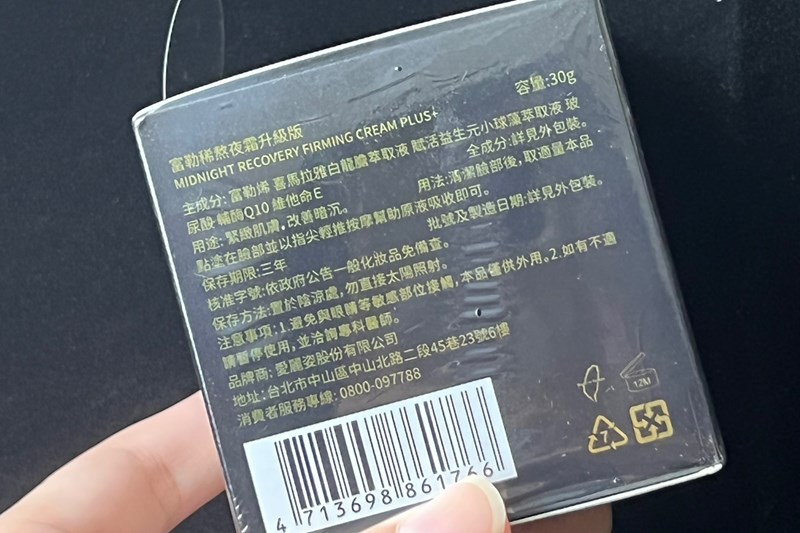 容量:30g
富勒稀熬夜霜升級版
MIDNIGHT RECOVERY FIRMING CREAM PLUS+
主成分: 富勒烯 喜馬拉雅白龍膽萃取液 賦活益生元小球藻萃取液 玻
尿酸 輔酶Q10 維他命E 全成分:詳見外包裝。
用途: 緊緻肌膚,改善暗沉。 用法:清潔臉部後,取適量本品
點塗在臉部並以指尖輕推按摩幫助原液吸收即可。
保存期限:三年 批號及製造日期:詳見外包裝。
核准字號:依政府公告一般化妝品免備查。
保存方法:置於陰涼處,勿直接太陽照射。
注意事項:1.避免與眼睛等敏感部位接觸,本品僅供外用。2.如有不適
請暫停使用,並洽詢專科醫師。
品牌商: 愛麗姿股份有限公司
地址: 台北市中山區中山北路二段45巷23號6樓
消費者服務專線: 0800-097788
12M
7
4 713698 861766